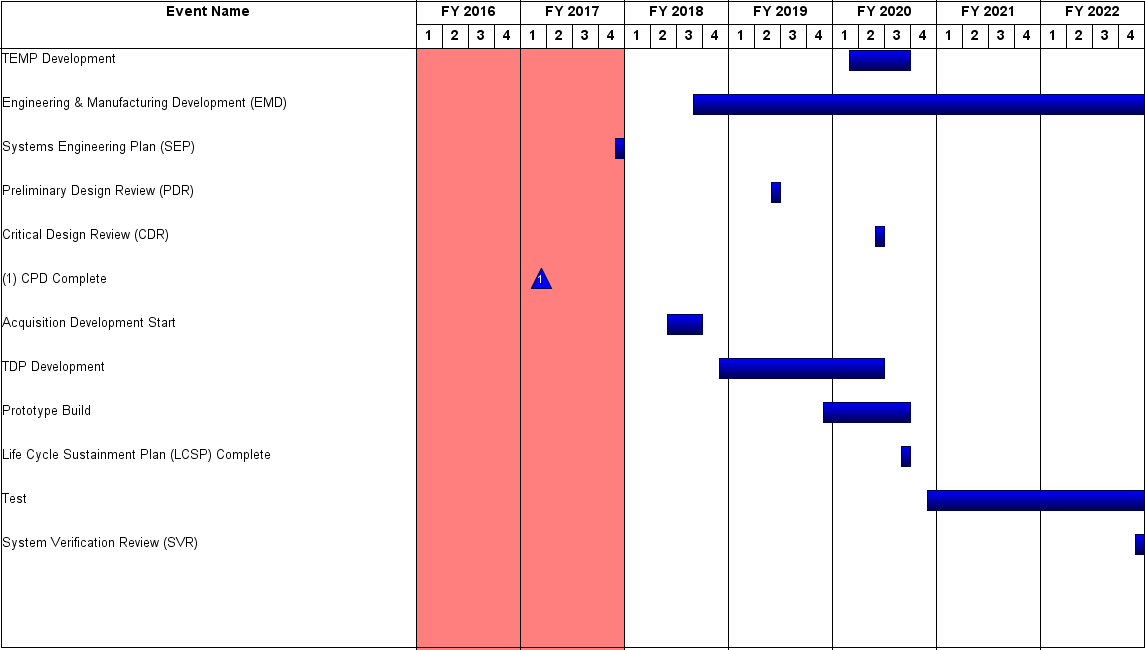 Event Name FY 2016 FY 2017 FY 2018 FY 2019 FY 2020 FY 2021 FY 2022
1 2 3 4 1 2 3 4 1 2 3 4 1 2 3 4 1 2 3 4 1 2 3 4 1 2 3 4
TEMP Development
Engineering & Manufacturing Development (EMD)
Systems Engineering Plan (SEP)
Preliminary Design Review (PDR)
Critical Design Review (CDR)
(1) CPD Complete 1
Acquisition Development Start
TDP Development
Prototype Build
Life Cycle Sustainment Plan (LCSP) Complete
Test
System Verification Review (SVR)